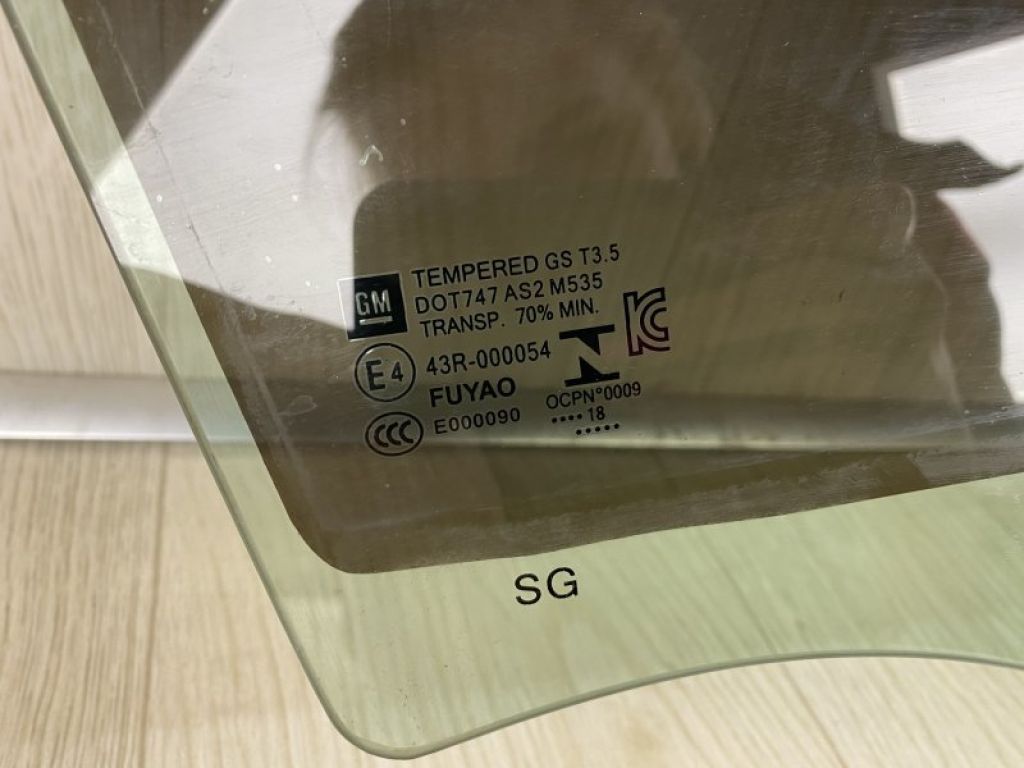 GM
TEMPERED GS T3.5
DOT747 AS2 M535
TRANSP. 70% MIN.
E4
43R-000054
FUYAO
CCC
E000090
KC
N
OCPN°0009
•••• 18
•••••
SG